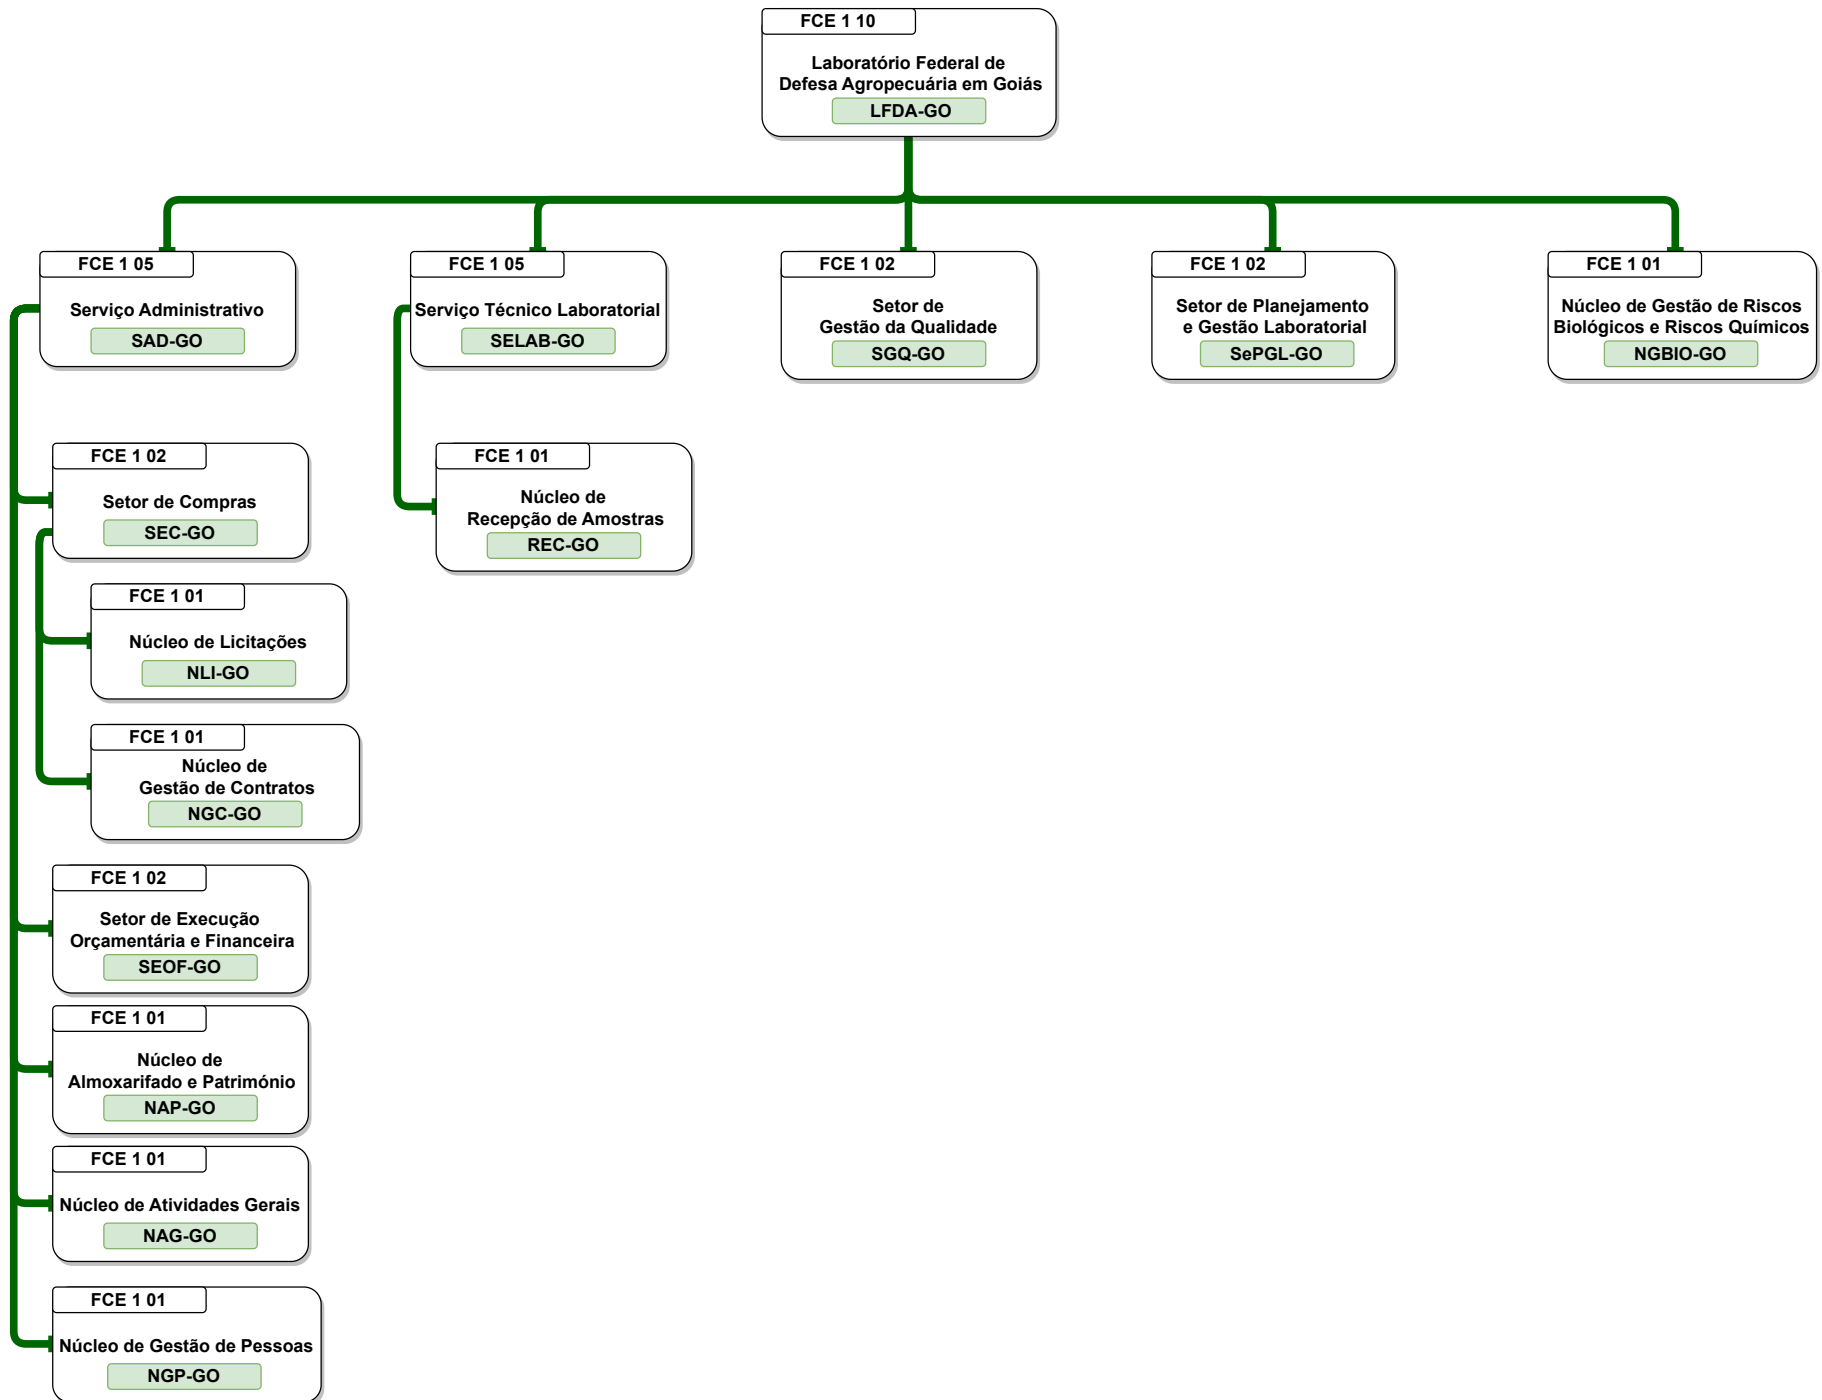 FCE 1 10
Laboratório Federal de
Defesa Agropecuária em Goiás
LFDA-GO
FCE 1 05
Serviço Administrativo
SAD-GO
FCE 1 05
Serviço Técnico Laboratorial
SELAB-GO
FCE 1 02
Setor de
Gestão da Qualidade
SGQ-GO
FCE 1 02
Setor de Planejamento
e Gestão Laboratorial
SePGL-GO
FCE 1 01
Núcleo de Gestão de Riscos
Biológicos e Riscos Químicos
NGBIO-GO
FCE 1 02
Setor de Compras
SEC-GO
FCE 1 01
Núcleo de
Recepção de Amostras
REC-GO
FCE 1 01
Núcleo de Licitações
NLI-GO
FCE 1 01
Núcleo de
Gestão de Contratos
NGC-GO
FCE 1 02
Setor de Execução
Orçamentária e Financeira
SEOF-GO
FCE 1 01
Núcleo de
Almoxarifado e Património
NAP-GO
FCE 1 01
Núcleo de Atividades Gerais
NAG-GO
FCE 1 01
Núcleo de Gestão de Pessoas
NGP-GO